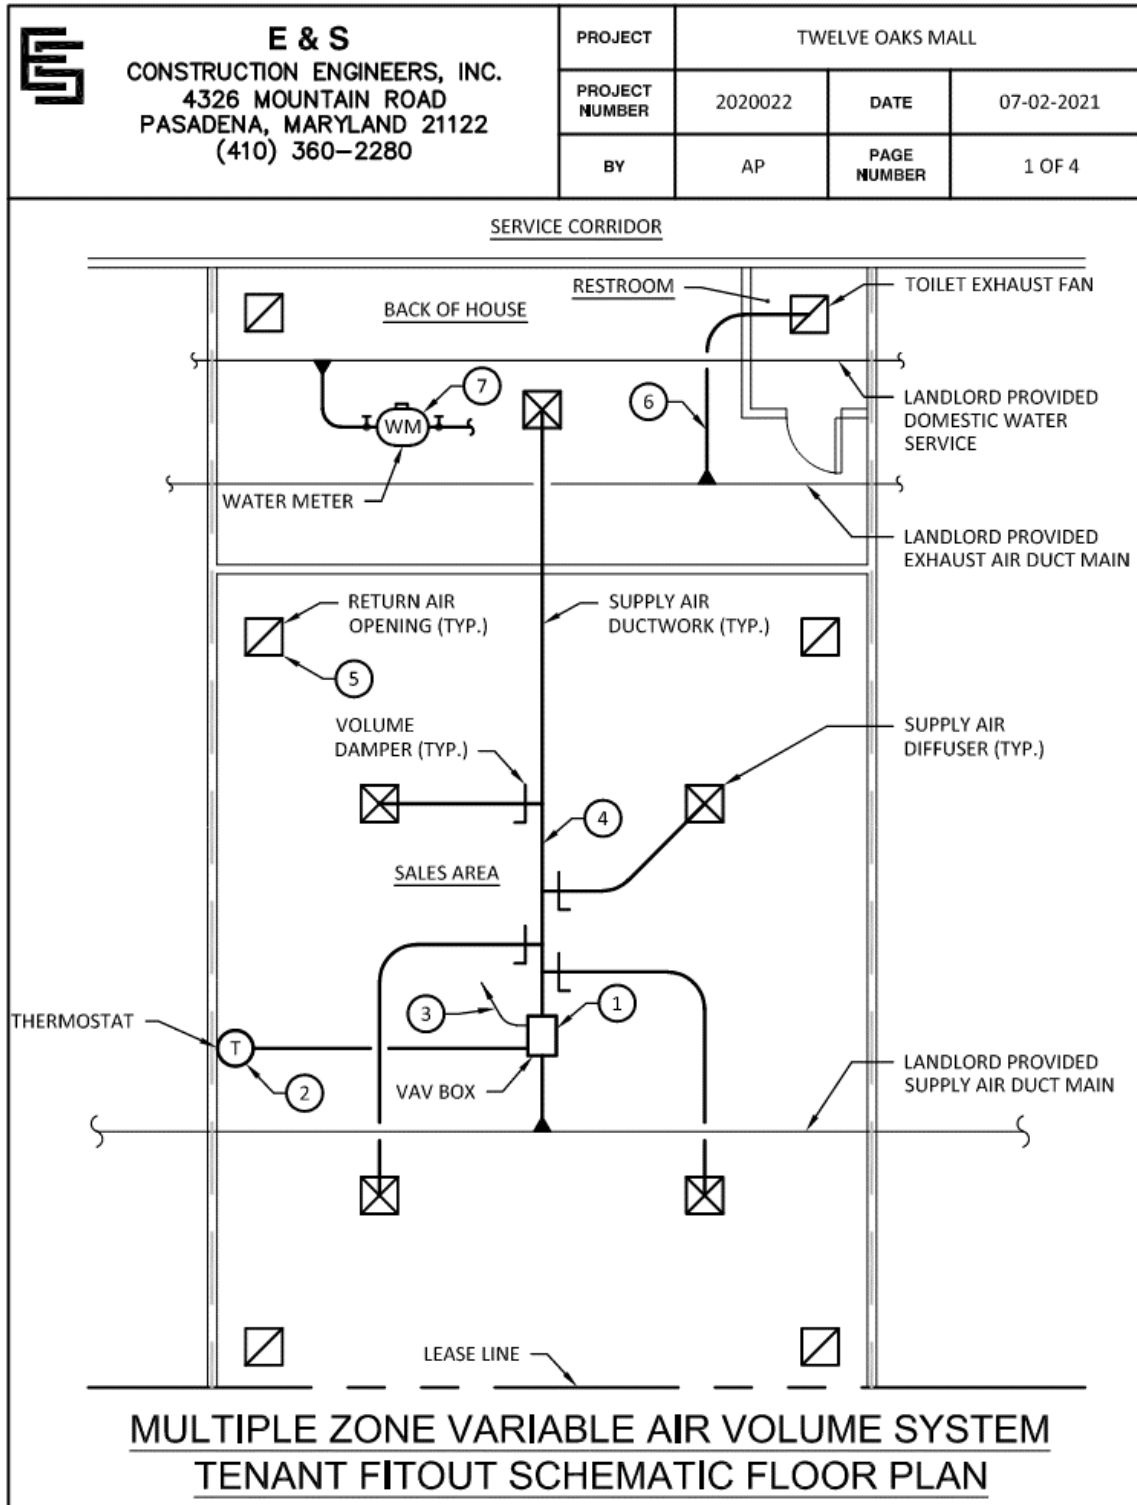 E & S
CONSTRUCTION ENGINEERS, INC.
4326 MOUNTAIN ROAD
PASADENA, MARYLAND 21122
(410) 360-2280
PROJECT
TWELVE OAKS MALL
PROJECT
NUMBER
2020022
DATE
07-02-2021
BY
AP
PAGE
NUMBER
1 OF 4
SERVICE CORRIDOR
BACK OF HOUSE
RESTROOM
TOILET EXHAUST FAN
7
6
WM
LANDLORD PROVIDED
DOMESTIC WATER
SERVICE
WATER METER
LANDLORD PROVIDED
EXHAUST AIR DUCT MAIN
RETURN AIR
OPENING (TYP.)
5
SUPPLY AIR
DUCTWORK (TYP.)
VOLUME
DAMPER (TYP.)
SUPPLY AIR
DIFFUSER (TYP.)
4
SALES AREA
3
1
THERMOSTAT
T
2
VAV BOX
LANDLORD PROVIDED
SUPPLY AIR DUCT MAIN
LEASE LINE
MULTIPLE ZONE VARIABLE AIR VOLUME SYSTEM
TENANT FITOUT SCHEMATIC FLOOR PLAN